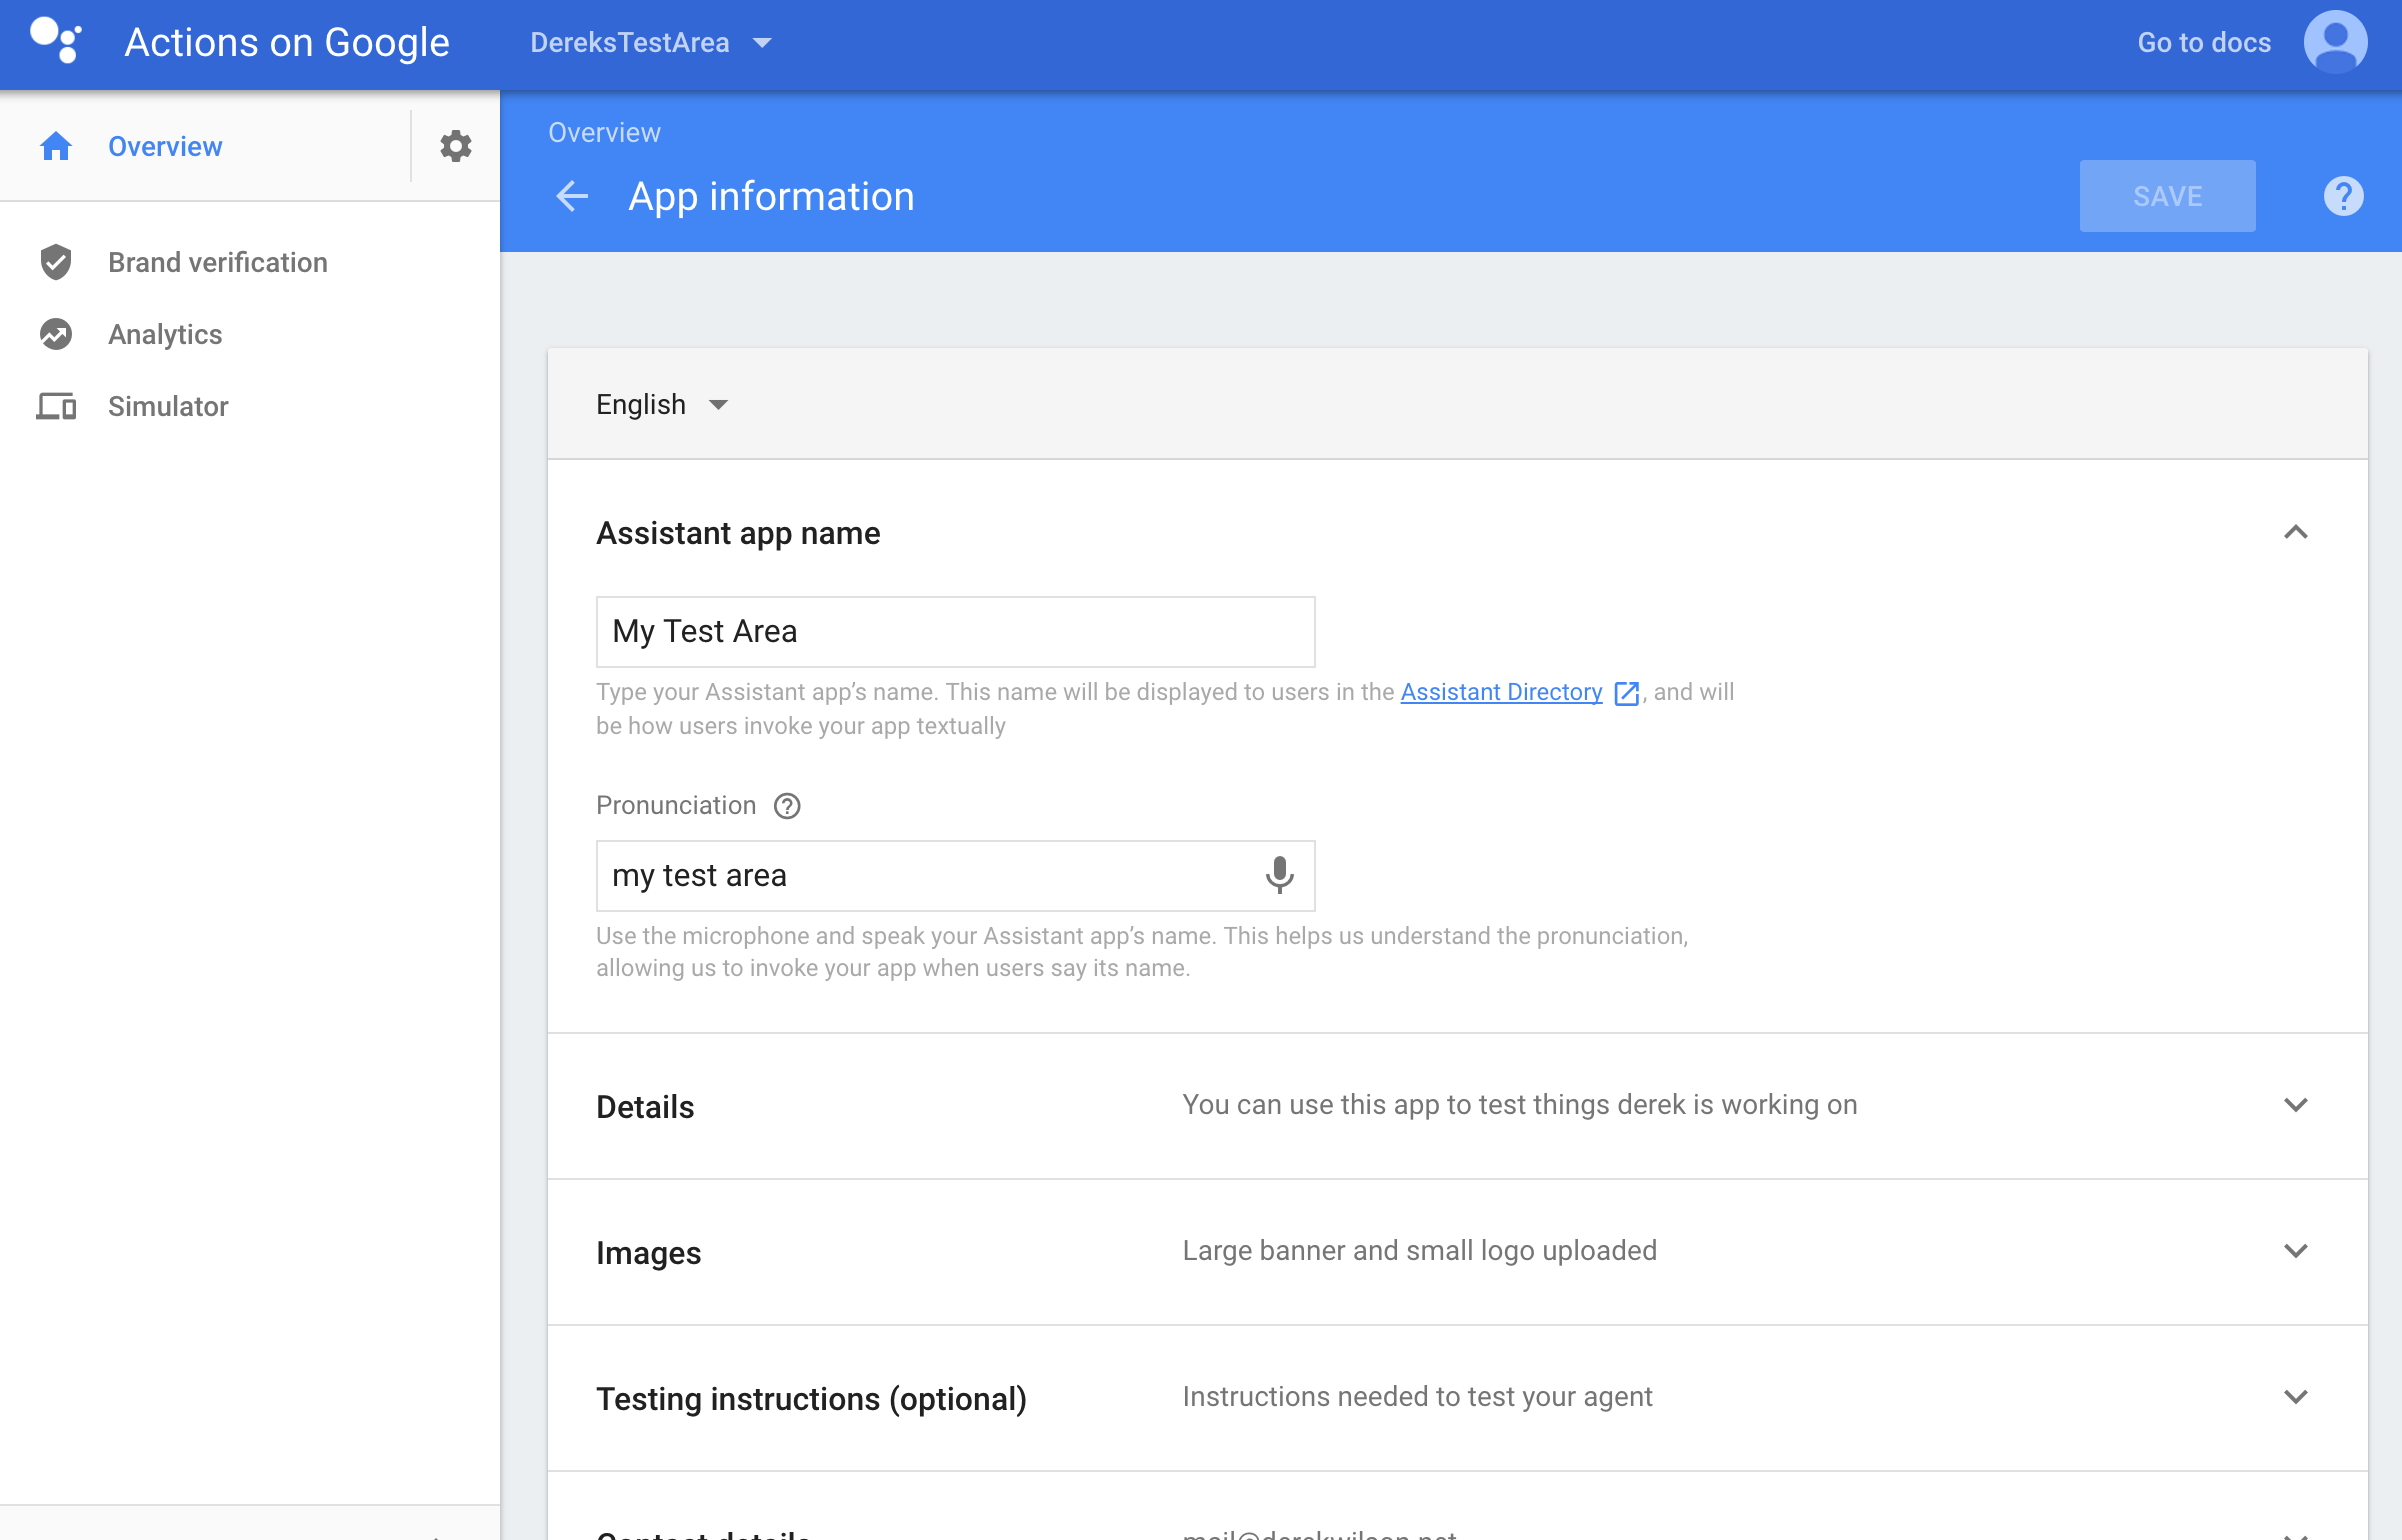 Actions on Google
DereksTestArea
Go to docs
Overview
Brand verification
Analytics
Simulator
Overview
App information
SAVE
English
Assistant app name
My Test Area
Type your Assistant app’s name. This name will be displayed to users in the Assistant Directory, and will
be how users invoke your app textually
Pronunciation
my test area
Use the microphone and speak your Assistant app’s name. This helps us understand the pronunciation,
allowing us to invoke your app when users say its name.
Details
You can use this app to test things derek is working on
Images
Large banner and small logo uploaded
Testing instructions (optional)
Instructions needed to test your agent
Contact details
mail@derekwilson.net